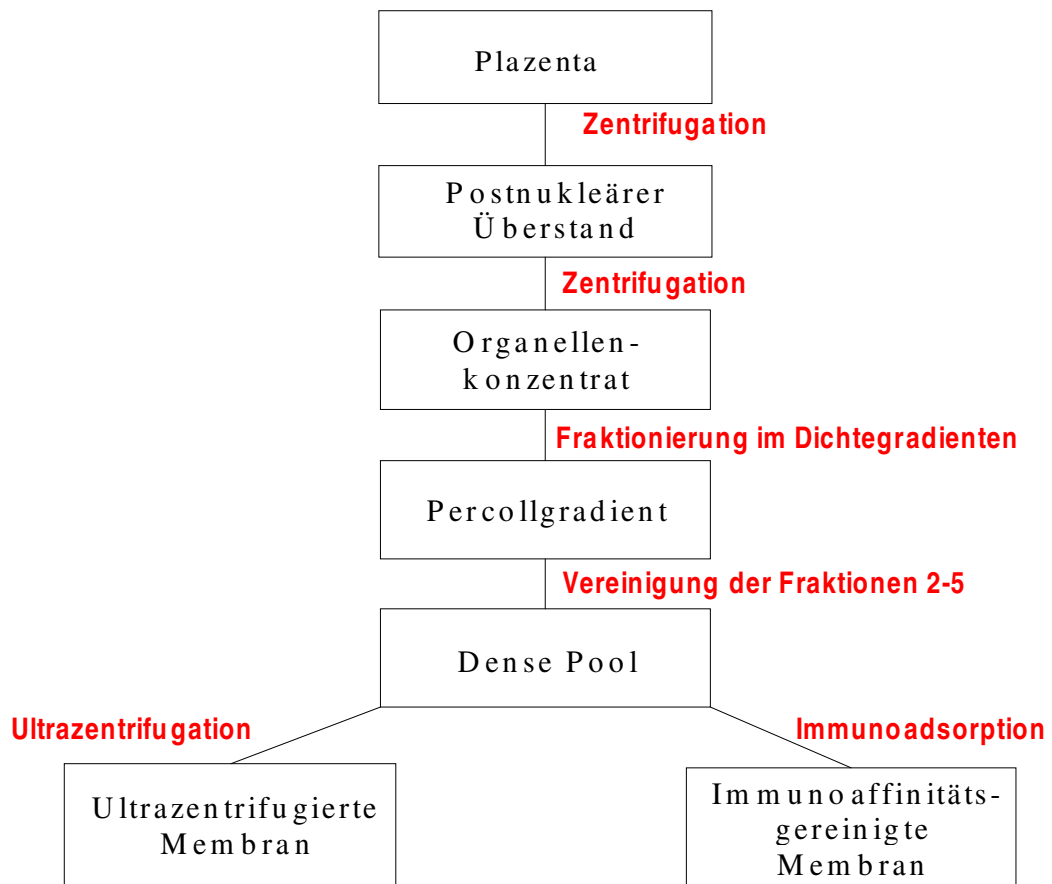 Plazenta
Zentrifugation
Postnukleärer
Überstand
Zentrifugation
Organellen-
konzentrat
Fraktionierung im Dichtegradienten
Percollgradient
Vereinigung der Fraktionen 2-5
Dense Pool
Ultrazentrifugation
Immunoadsorption
Ultrazentrifugierte
Membran
Immunoaffinitäts-
gereinigte
Membran